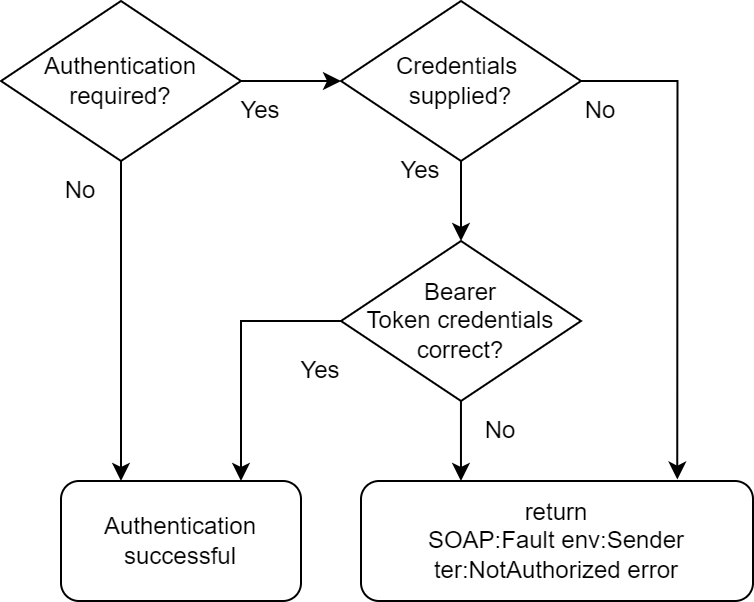 Authentication
required?
Yes
Credentials
supplied?
No
No
Yes
Bearer
Token credentials
correct?
Yes
No
Authentication
successful
return
SOAP:Fault env:Sender
ter:NotAuthorized error